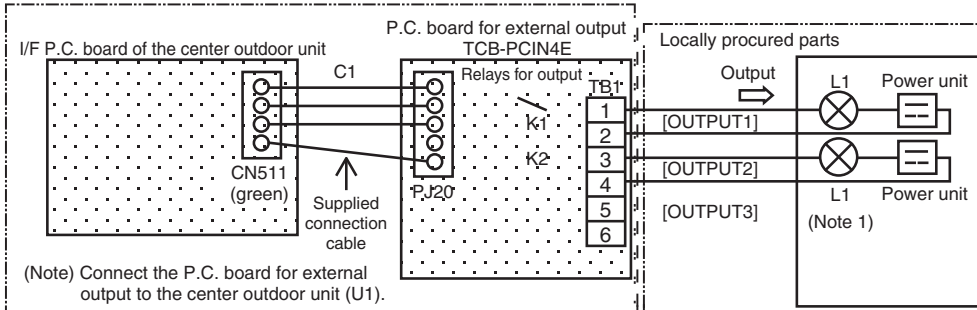 P.C. board for external output
TCB-PCIN4E
I/F P.C. board of the center outdoor unit
C1
Relays for output
TB1
K1
K2
1
2
3
4
5
6
CN511
(green)
PJ20
Supplied
connection
cable
(Note) Connect the P.C. board for external
output to the center outdoor unit (U1).
Locally procured parts
Output
L1
Power unit
[OUTPUT1]
[OUTPUT2]
L1
Power unit
[OUTPUT3]
(Note 1)